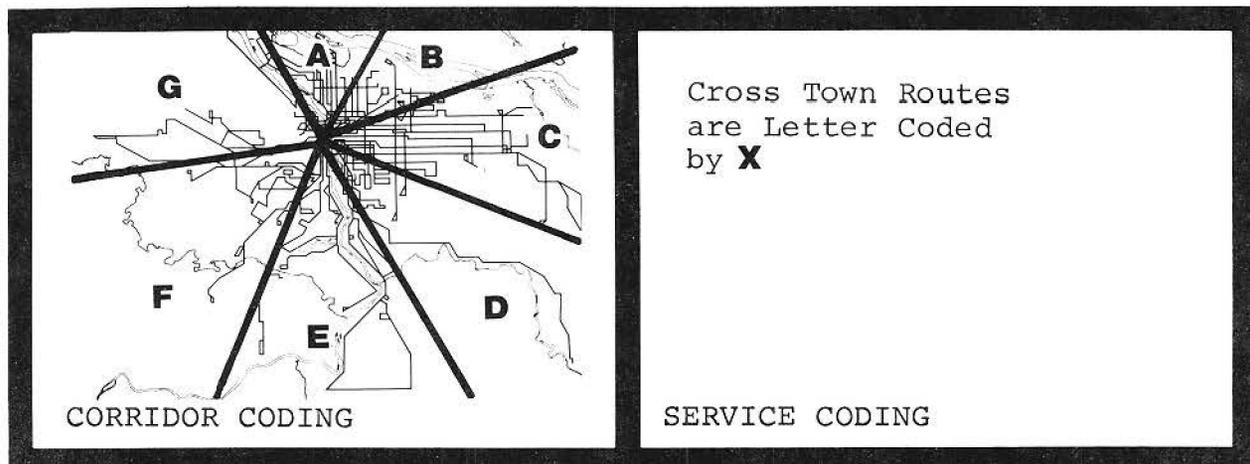 A
B
G
C
F
D
E
CORRIDOR CODING
Cross Town Routes
are Letter Coded
by X
SERVICE CODING